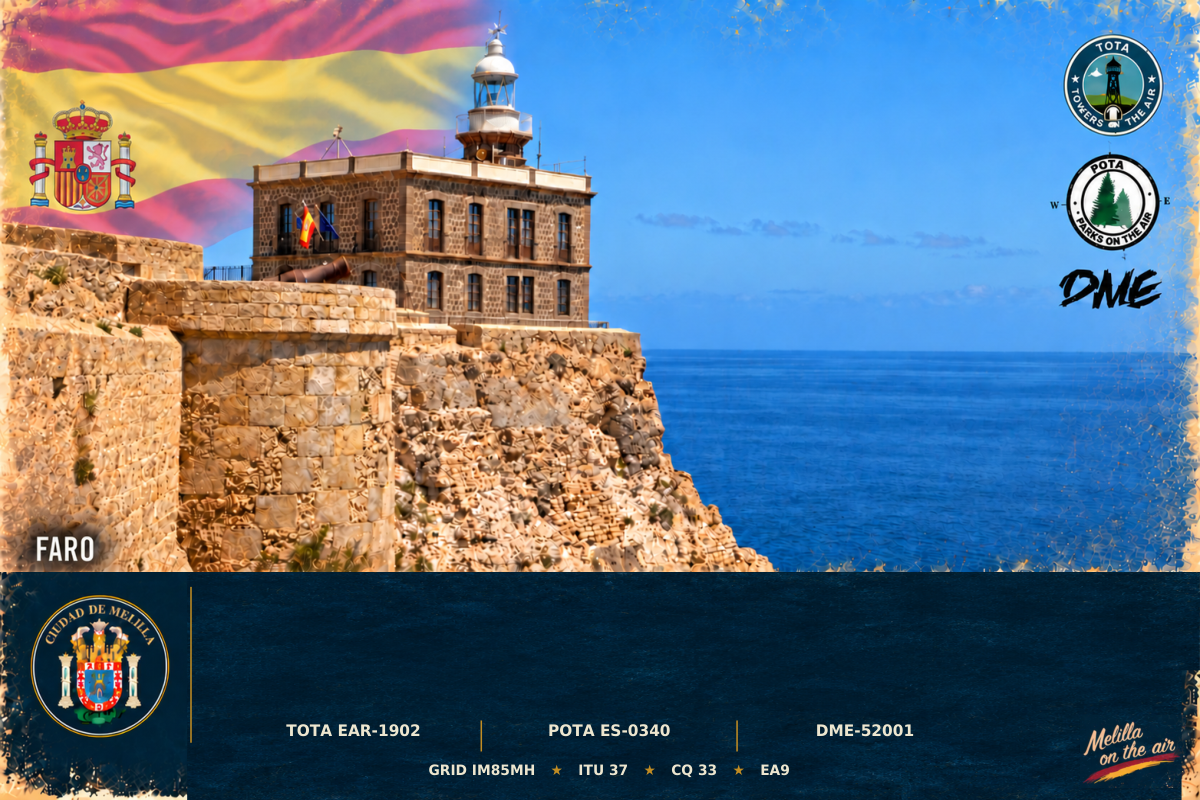 TOTA
TOWERS ON THE AIR
POTA
W
E
PARKS ON THE AIR
DME
FARO
CIUDAD DE MELILLA
TOTA EAR-1902
POTA ES-0340
DME-52001
GRID IM85MH ★ ITU 37 ★ CQ 33 ★ EA9
Melilla
on the air